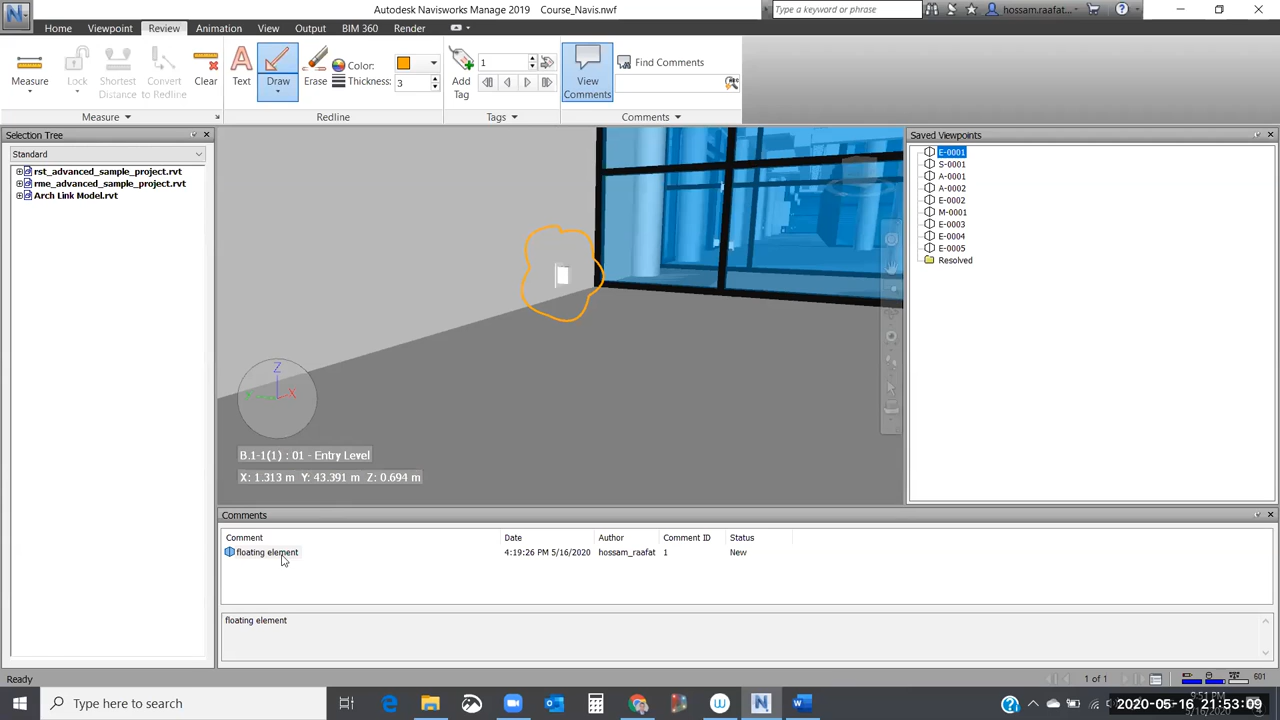 Autodesk Navisworks Manage 2019 Course_Navis.nwf
Type a keyword or phrase
hossam.raafat...
Home Viewpoint Review Animation View Output BIM 360 Render
Measure
Lock
Shortest Distance
Convert to Redline
Clear
Text
Draw
Erase
Color:
Thickness: 3
Add Tag
1
View Comments
Find Comments
Measure
Redline
Tags
Comments
Selection Tree
Standard
rst_advanced_sample_project.rvt
rme_advanced_sample_project.rvt
Arch Link Model.rvt
Z
X
B.1-1(1) : 01 - Entry Level
X: 1.313 m Y: 43.391 m Z: 0.694 m
Saved Viewpoints
E-0001
S-0001
A-0001
A-0002
E-0002
M-0001
E-0003
E-0004
E-0005
Resolved
Comments
Comment Date Author Comment ID Status
floating element 4:19:26 PM 5/16/2020 hossam_raafat 1 New
floating element
Ready
1 of 1
601
Type here to search
9:51 PM
2020-05-16 21:53:09